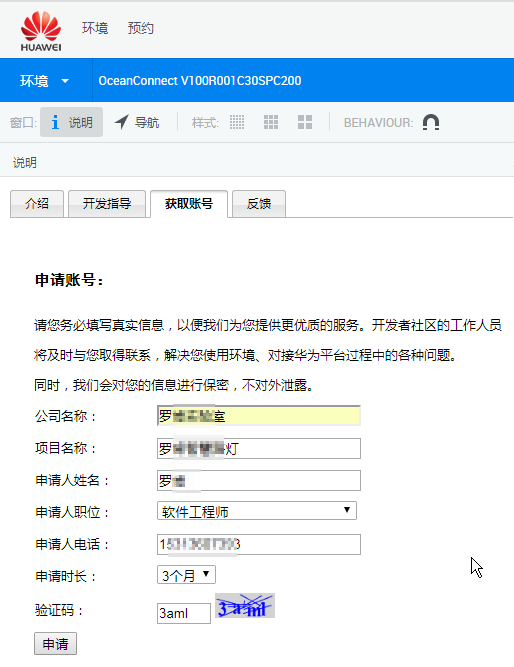 HUAWEI 环境 预约
环境 OceanConnect V100R001C30SPC200
窗口: 说明 导航 样式: BEHAVIOUR:
说明
介绍 开发指导 获取账号 反馈
申请账号：
请您务必填写真实信息，以便我们为您提供更优质的服务。开发者社区的工作人员
将及时与您取得联系，解决您使用环境、对接华为平台过程中的各种问题。
同时，我们会对您的信息进行保密，不对外泄露。
公司名称： 罗 室
项目名称： 罗 灯
申请人姓名： 罗
申请人职位： 软件工程师
申请人电话： 1 3
申请时长： 3个月
验证码： 3aml 3 a ml
申请